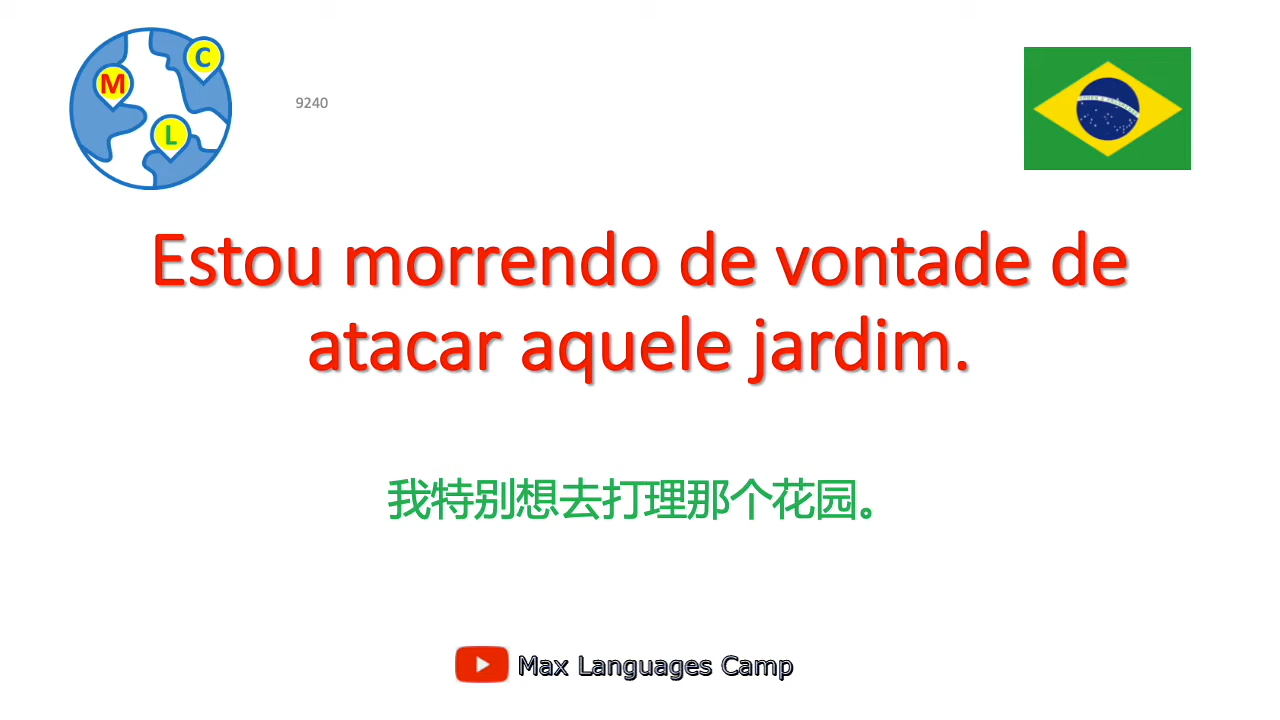 M
C
L
9240
Estou morrendo de vontade de
atacar aquele jardim.
我特别想去打理那个花园。
Max Languages Camp